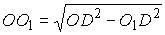 OO₁ = √(OD² − O₁D²)